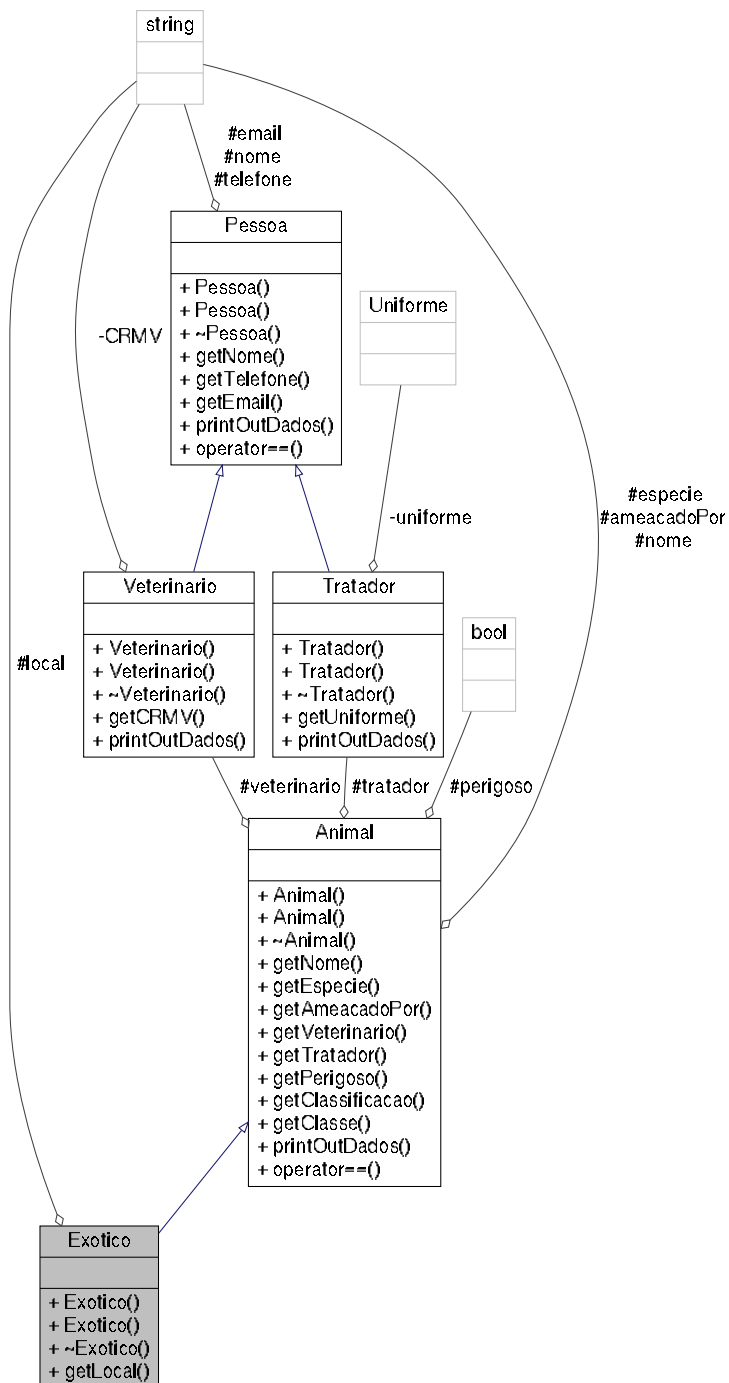 string
#email
#nome
#telefone
Pessoa
+ Pessoa()
+ Pessoa()
+ ~Pessoa()
+ getNome()
+ getTelefone()
+ getEmail()
+ printOutDados()
+ operator==()
Uniforme
-CRMV
-uniforme
#especie
#ameacadoPor
#nome
Veterinario
+ Veterinario()
+ Veterinario()
+ ~Veterinario()
+ getCRMV()
+ printOutDados()
Tratador
+ Tratador()
+ Tratador()
+ ~Tratador()
+ getUniforme()
+ printOutDados()
bool
#local
#veterinario
#tratador
#perigoso
Animal
+ Animal()
+ Animal()
+ ~Animal()
+ getNome()
+ getEspecie()
+ getAmeacadoPor()
+ getVeterinario()
+ getTratador()
+ getPerigoso()
+ getClassificacao()
+ getClasse()
+ printOutDados()
+ operator==()
Exotico
+ Exotico()
+ Exotico()
+ ~Exotico()
+ getLocal()